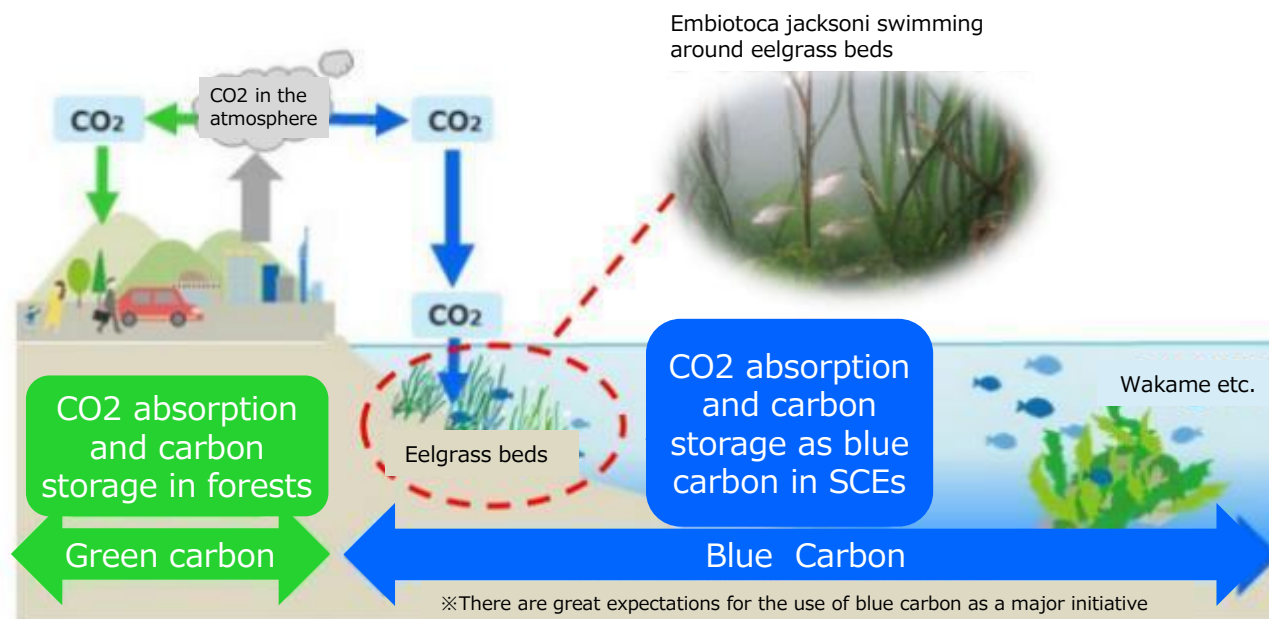 Embiotoca jacksoni swimming
around eelgrass beds
CO2 in the
atmosphere
CO₂
CO₂
CO₂
CO2 absorption
and carbon
storage in forests
Eelgrass beds
CO2 absorption
and carbon
storage as blue
carbon in SCEs
Wakame etc.
Green carbon
Blue Carbon
※There are great expectations for the use of blue carbon as a major initiative